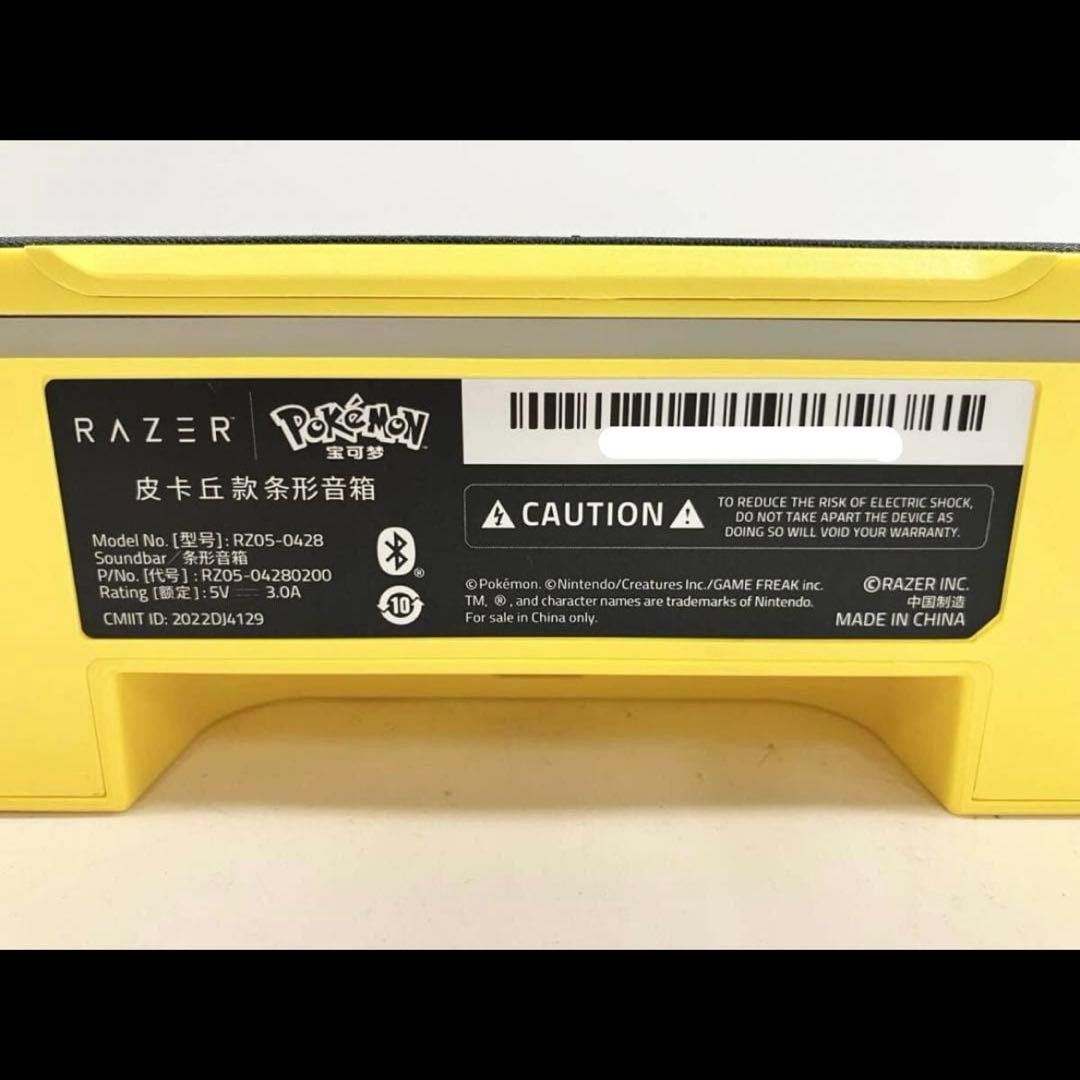 RAZER™
POKéMON™
宝可梦
皮卡丘款条形音箱
Model No. [型号]: RZ05-0428
Soundbar/条形音箱
P/No. [代号]: RZ05-04280200
Rating [额定]: 5V ⎓ 3.0A
CMIIT ID: 2022DJ4129
®
10
CAUTION
TO REDUCE THE RISK OF ELECTRIC SHOCK,
DO NOT TAKE APART THE DEVICE AS
DOING SO WILL VOID YOUR WARRANTY.
©Pokémon. ©Nintendo/Creatures Inc./GAME FREAK inc.
TM, ®, and character names are trademarks of Nintendo.
For sale in China only.
©RAZER INC.
中国制造
MADE IN CHINA